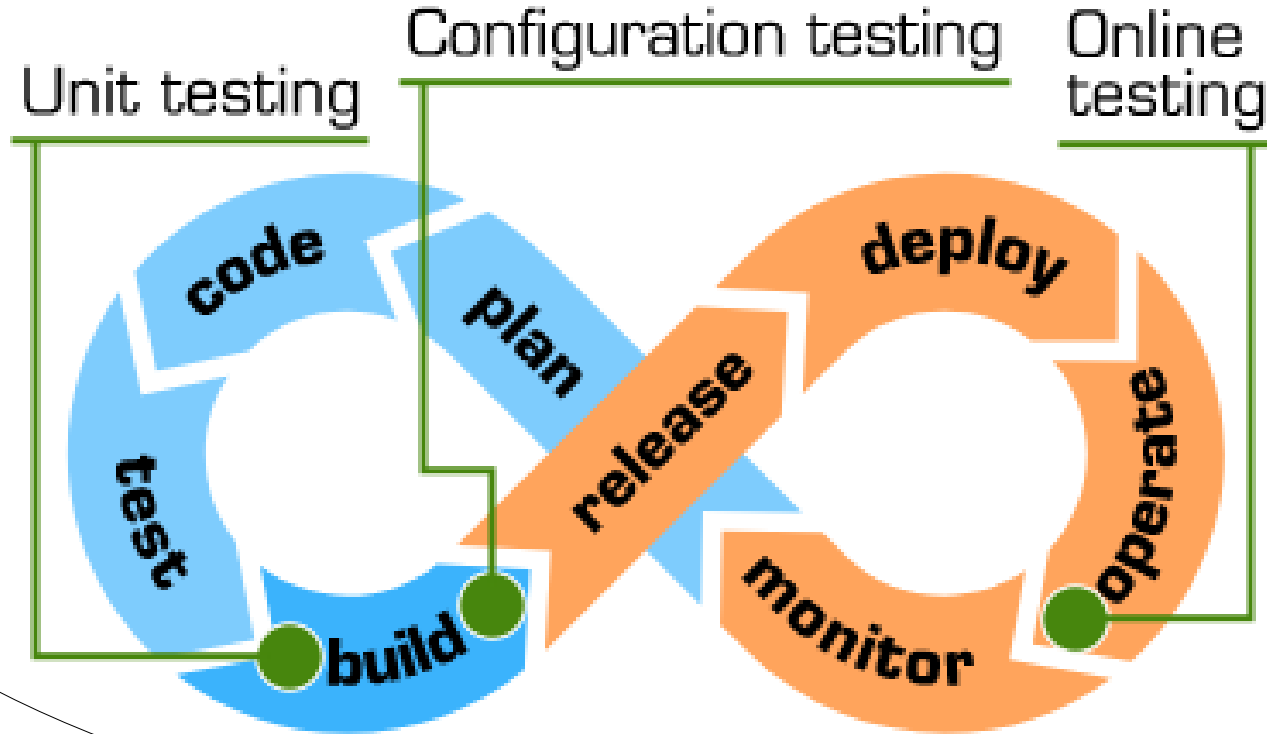 Configuration testing
Online
testing
Unit testing
code
plan
deploy
release
operate
test
build
monitor